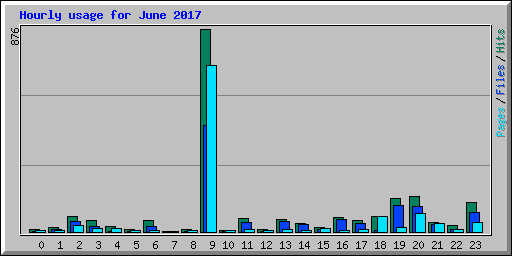 Hourly usage for June 2017
876
Pages/Files/Hits
0 1 2 3 4 5 6 7 8 9 10 11 12 13 14 15 16 17 18 19 20 21 22 23